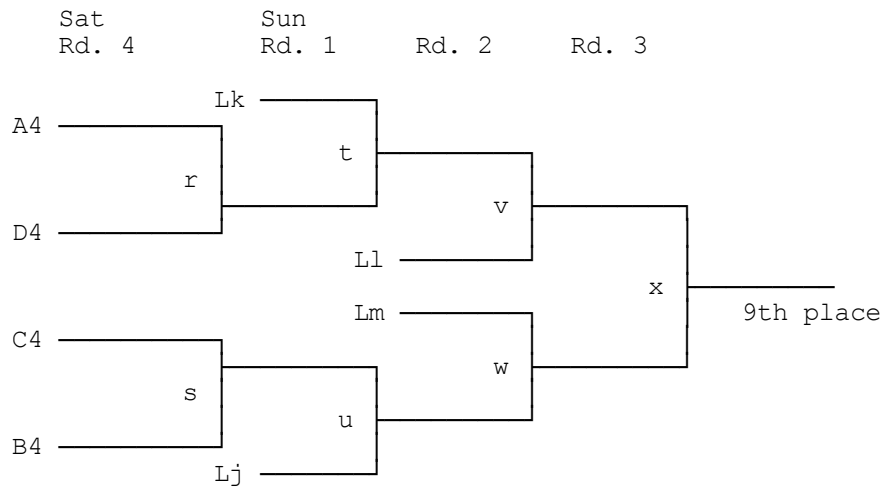 Sat Sun
Rd. 4 Rd. 1 Rd. 2 Rd. 3
Lk
A4
t
r
v
D4
Ll
x
9th place
Lm
C4
w
s
u
B4
Lj